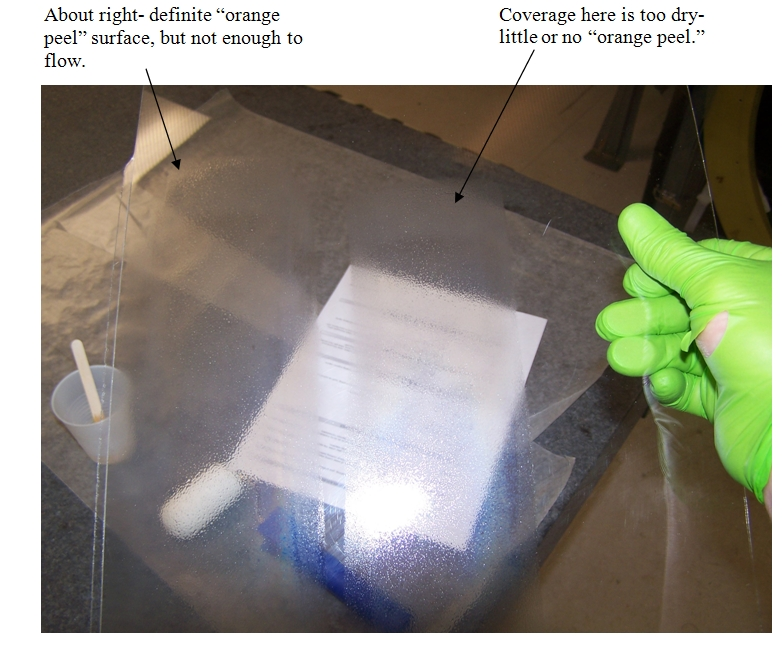 About right- definite “orange
peel” surface, but not enough to
flow.
Coverage here is too dry-
little or no “orange peel.”